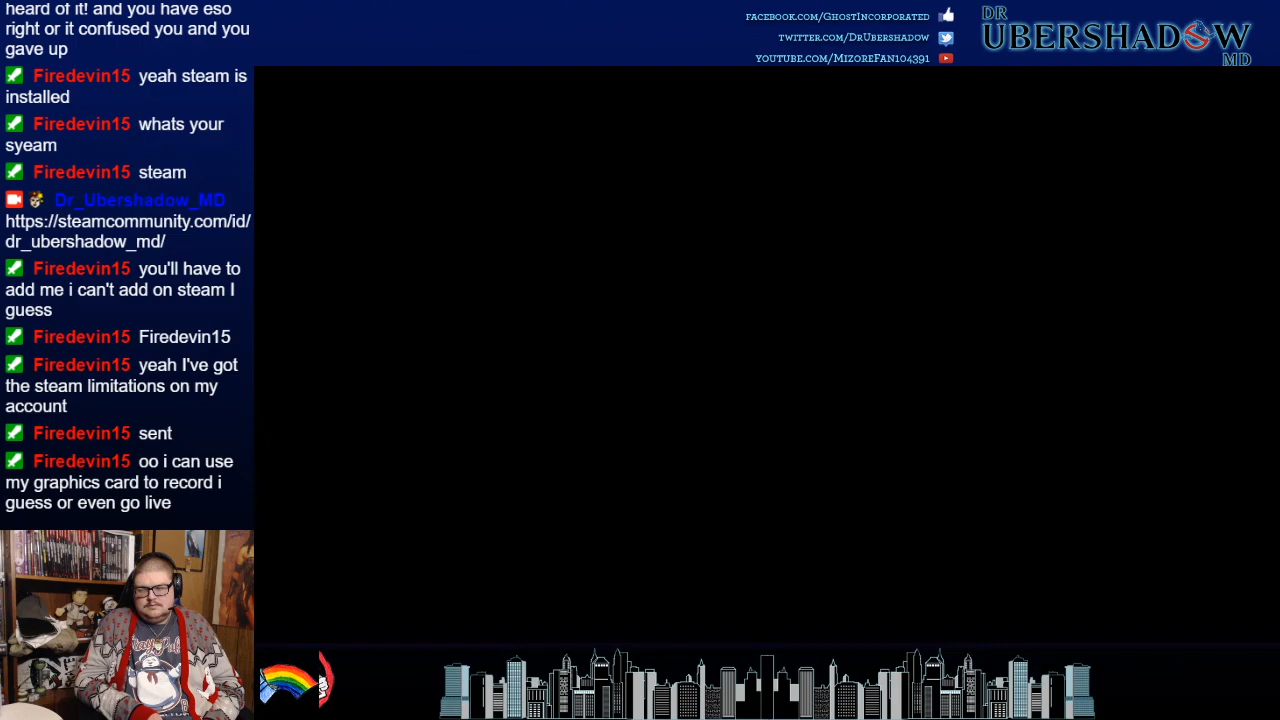 heard of it! and you have eso
right or it confused you and you
gave up
Firedevin15 yeah steam is
installed
Firedevin15 whats your
syeam
Firedevin15 steam
Dr_Ubershadow_MD
https://steamcommunity.com/id/
dr_ubershadow_md/
Firedevin15 you'll have to
add me i can't add on steam I
guess
Firedevin15 Firedevin15
Firedevin15 yeah I've got
the steam limitations on my
account
Firedevin15 sent
Firedevin15 oo i can use
my graphics card to record i
guess or even go live
facebook.com/GhostIncorporated
twitter.com/DrUbershadow
youtube.com/MizoreFan104391
DR
UBERSHADOW
MD